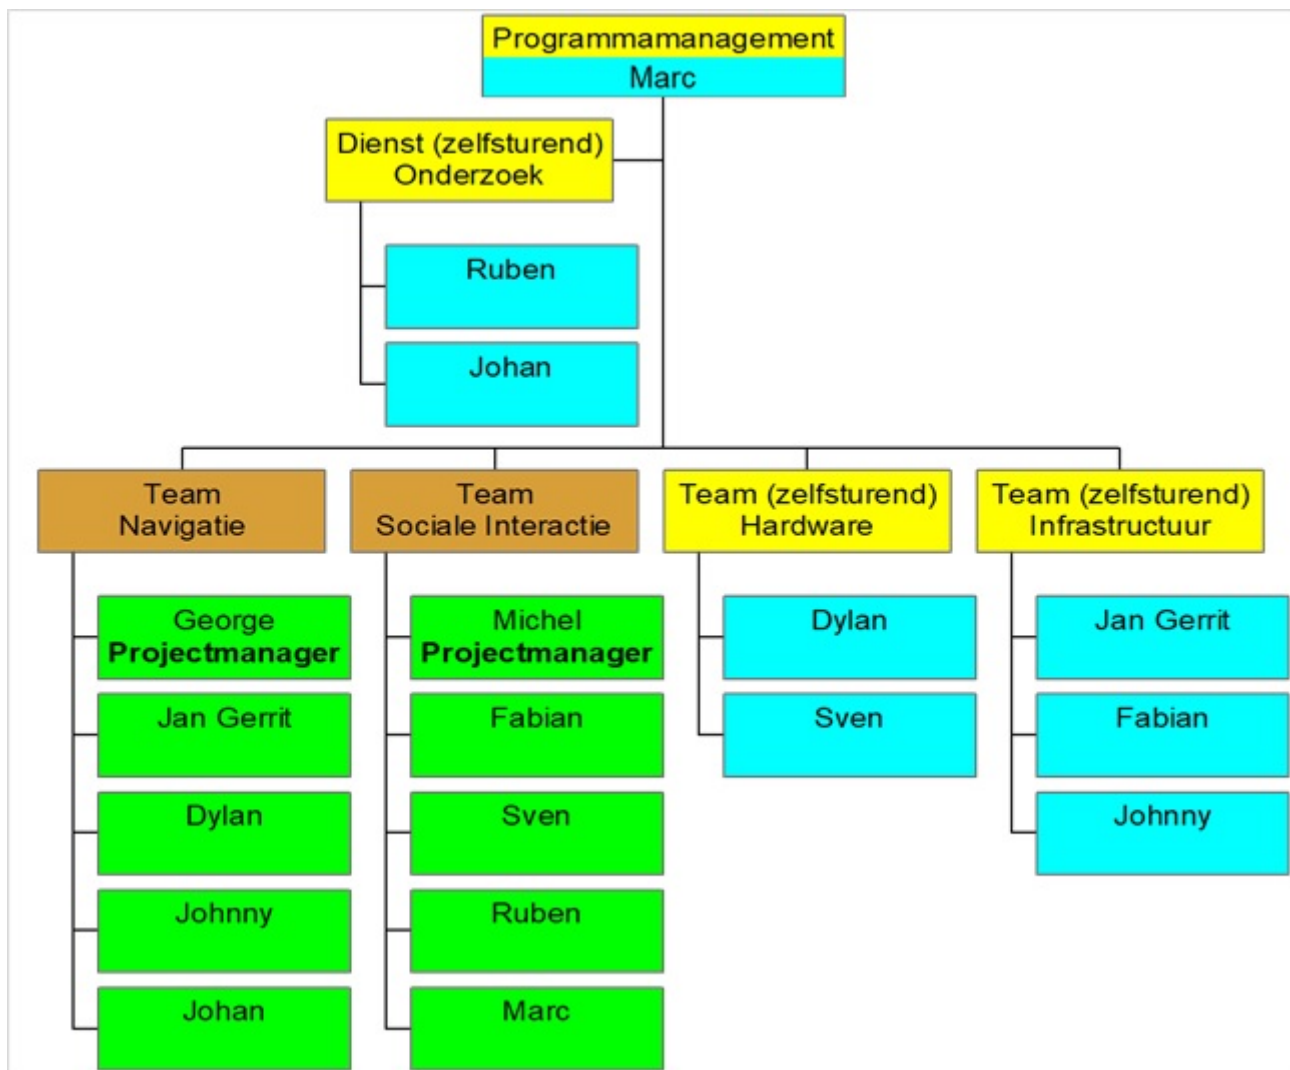 Programmamanagement
Marc
Dienst (zelfsturend)
Onderzoek
Ruben
Johan
Team
Navigatie
George
Projectmanager
Jan Gerrit
Dylan
Johnny
Johan
Team
Sociale Interactie
Michel
Projectmanager
Fabian
Sven
Ruben
Marc
Team (zelfsturend)
Hardware
Dylan
Sven
Team (zelfsturend)
Infrastructuur
Jan Gerrit
Fabian
Johnny